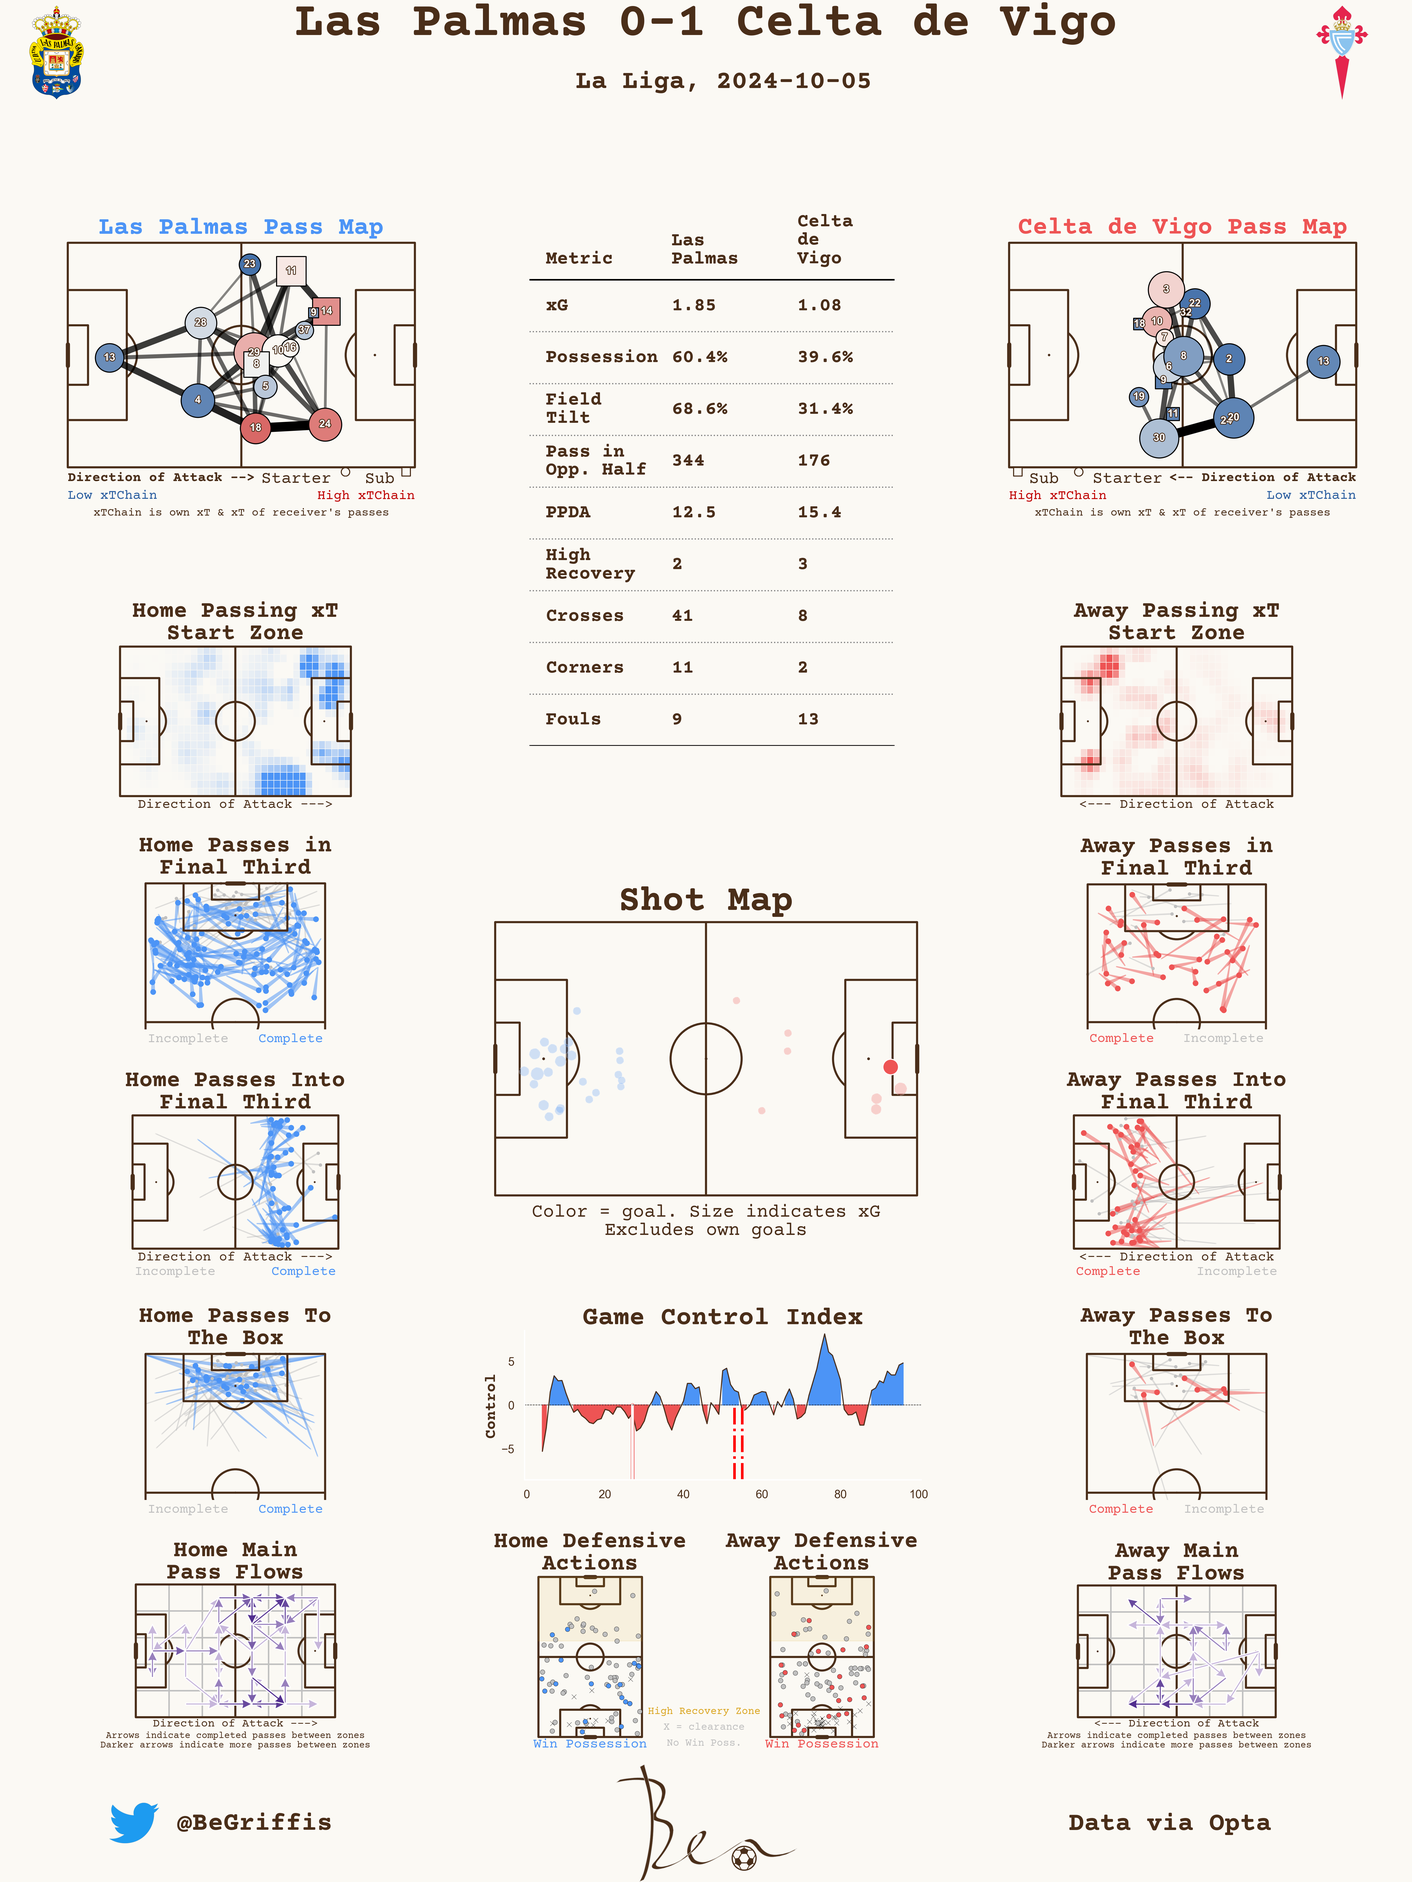 Las Palmas 0-1 Celta de Vigo
La Liga, 2024-10-05
Las Palmas Pass Map
23
11
14
9
28
37
13
29
10
16
8
5
4
18
24
Direction of Attack --> Starter Sub
Low xTChain High xTChain
xTChain is own xT & xT of receiver's passes
Metric Las Palmas Celta de Vigo
xG 1.85 1.08
Possession 60.4% 39.6%
Field Tilt 68.6% 31.4%
Pass in Opp. Half 344 176
PPDA 12.5 15.4
High Recovery 2 3
Crosses 41 8
Corners 11 2
Fouls 9 13
Celta de Vigo Pass Map
3
22
32
18
10
7
8
2
13
6
9
19
11
20
30
Sub Starter <-- Direction of Attack
High xTChain Low xTChain
xTChain is own xT & xT of receiver's passes
Home Passing xT
Start Zone
Direction of Attack --->
Away Passing xT
Start Zone
<--- Direction of Attack
Home Passes in
Final Third
Incomplete Complete
Shot Map
Color = goal. Size indicates xG
Excludes own goals
Away Passes in
Final Third
Complete Incomplete
Home Passes Into
Final Third
Direction of Attack --->
Incomplete Complete
Away Passes Into
Final Third
<--- Direction of Attack
Complete Incomplete
Home Passes To
The Box
Incomplete Complete
Game Control Index
Control
5
0
−5
0 20 40 60 80 100
Away Passes To
The Box
Complete Incomplete
Home Main
Pass Flows
Direction of Attack --->
Arrows indicate completed passes between zones
Darker arrows indicate more passes between zones
Home Defensive
Actions
Win Possession
High Recovery Zone
X = clearance
No Win Poss.
Away Defensive
Actions
Win Possession
Away Main
Pass Flows
<--- Direction of Attack
Arrows indicate completed passes between zones
Darker arrows indicate more passes between zones
@BeGriffis
Ben
Data via Opta